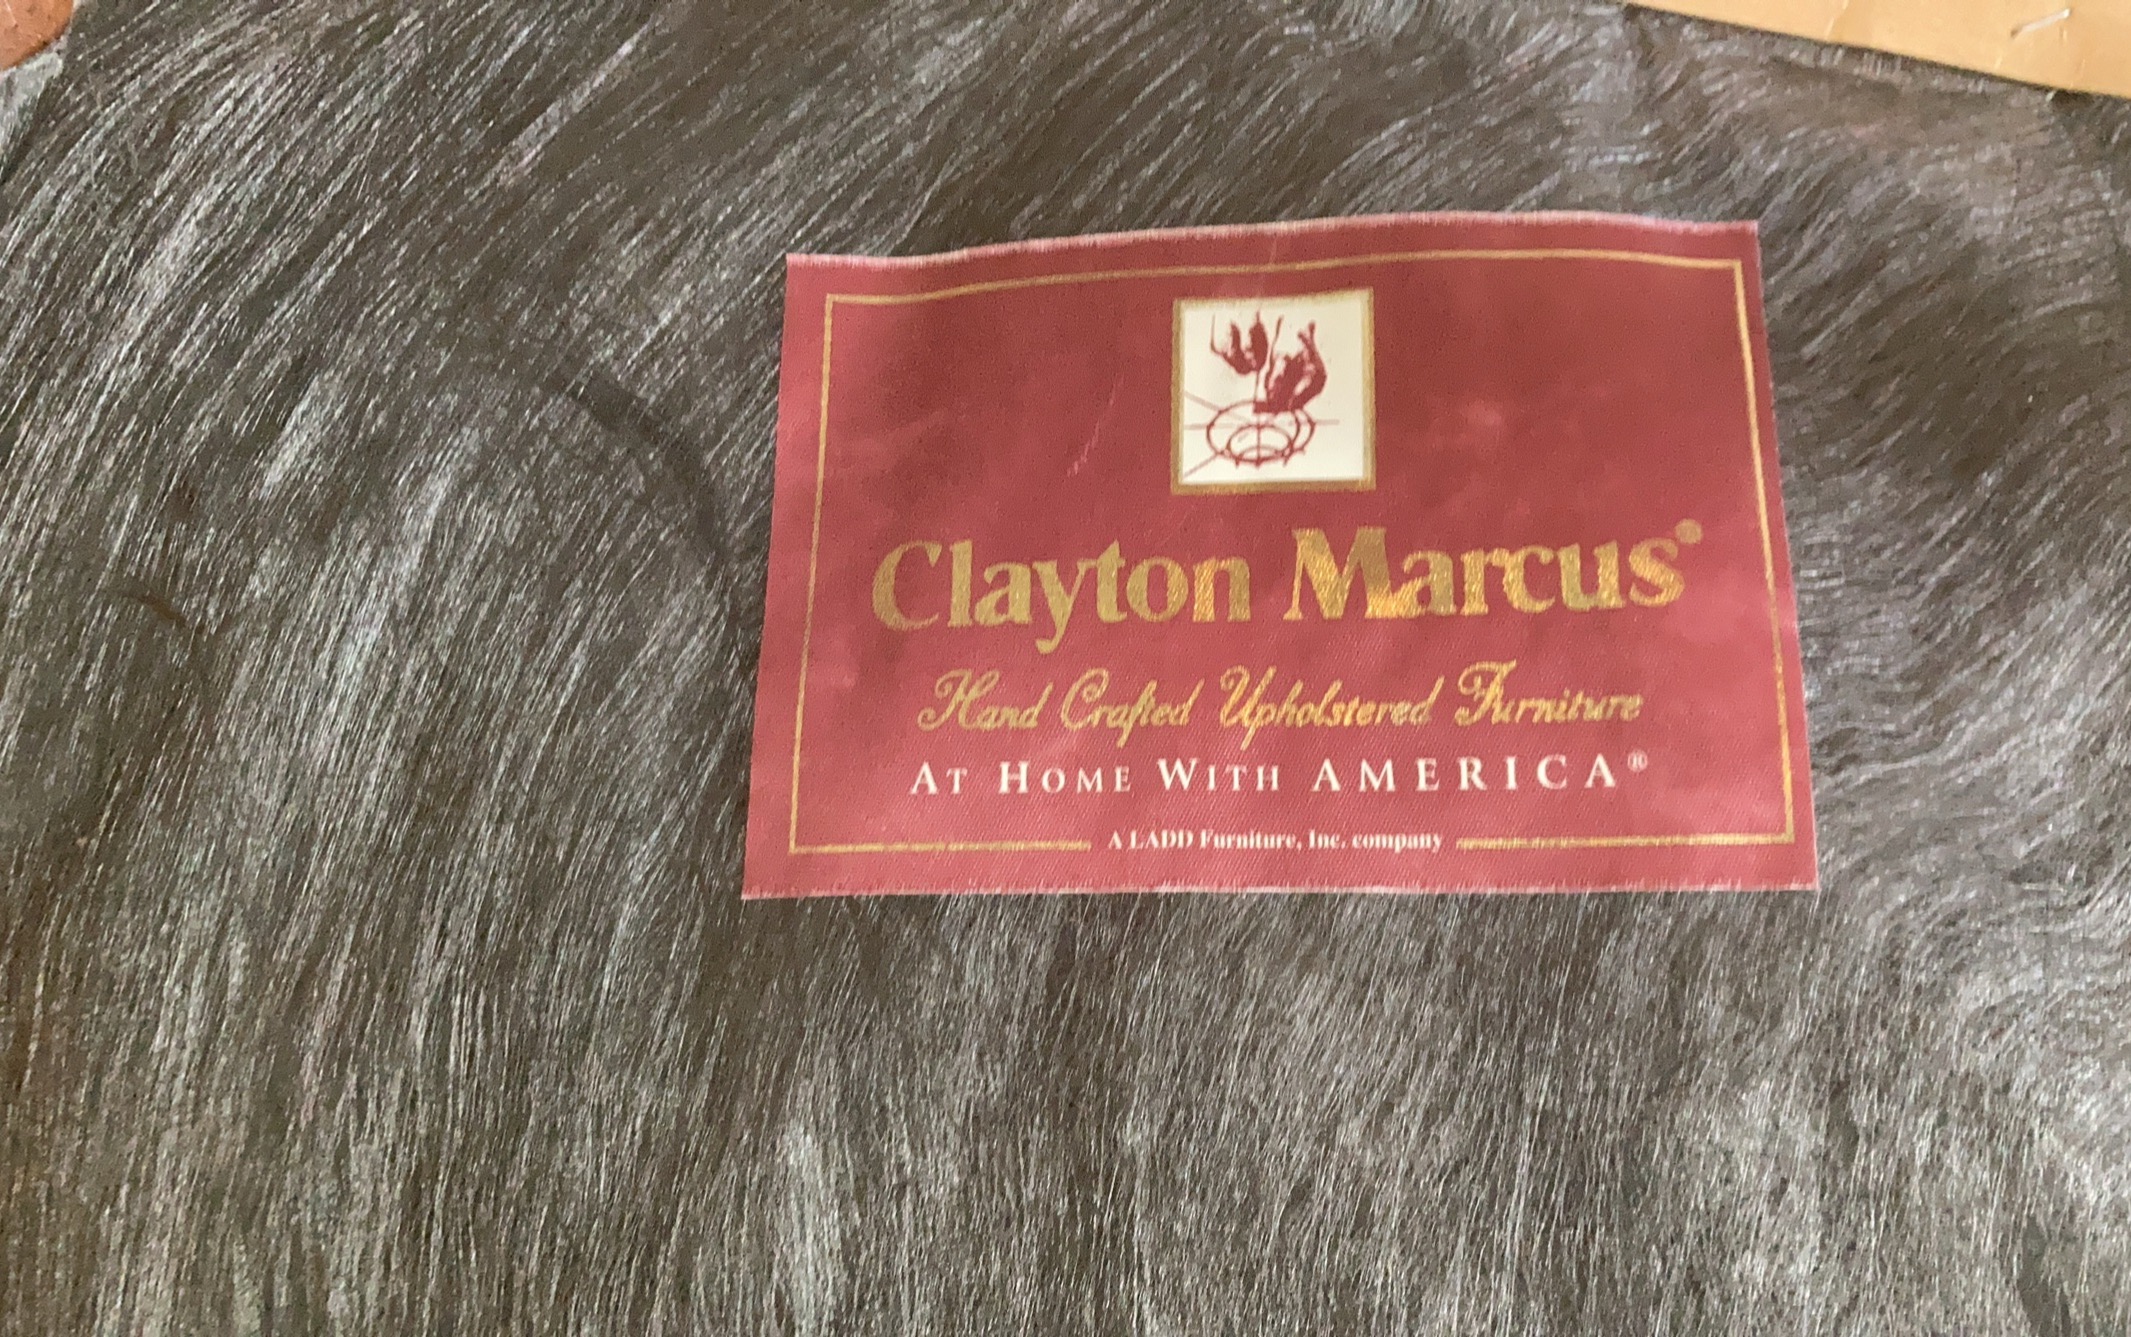 Clayton Marcus®
Hand Crafted Upholstered Furniture
AT HOME WITH AMERICA®
A LADD Furniture, Inc. company